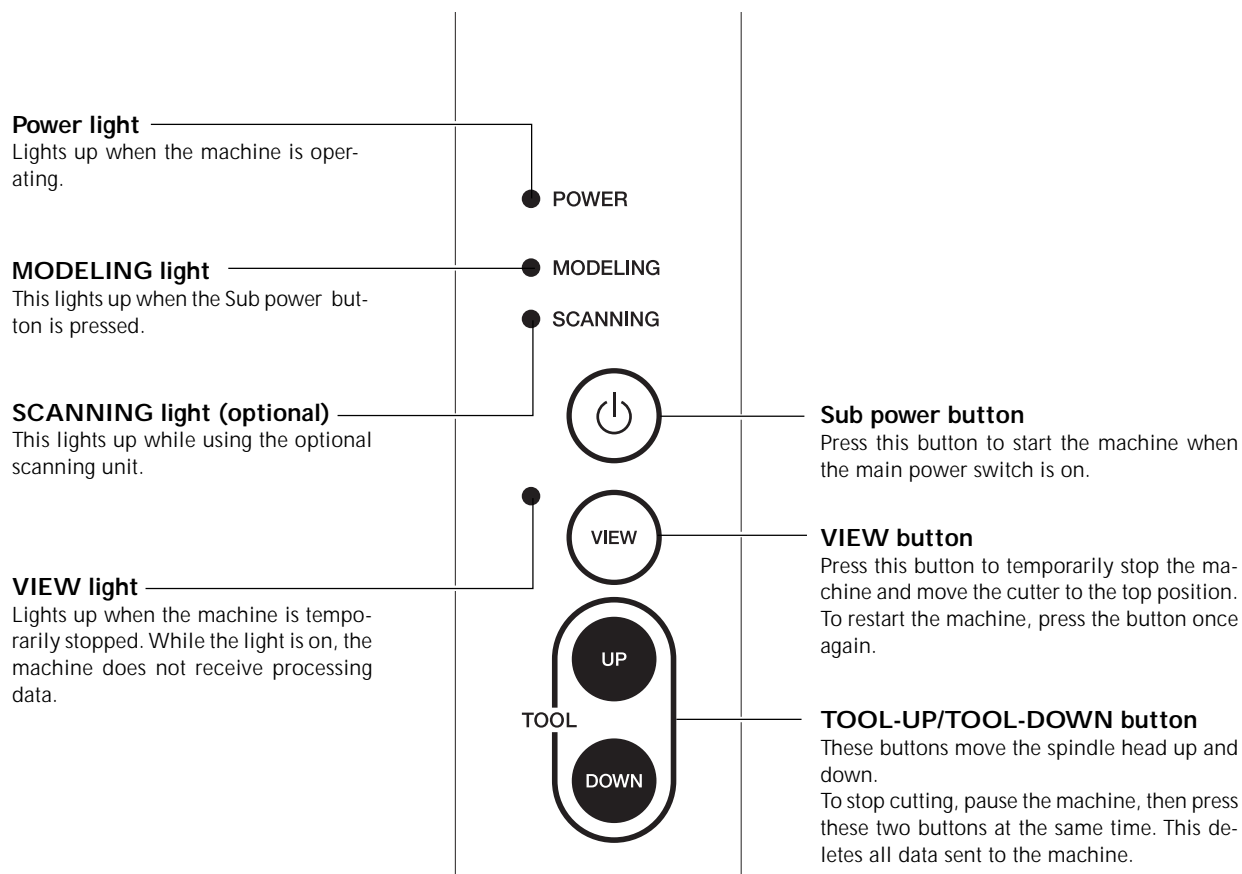 Power light
Lights up when the machine is oper-
ating.
POWER
MODELING light
This lights up when the Sub power but-
ton is pressed.
MODELING
SCANNING
SCANNING light (optional)
This lights up while using the optional
scanning unit.
Sub power button
Press this button to start the machine when
the main power switch is on.
VIEW
VIEW button
Press this button to temporarily stop the ma-
chine and move the cutter to the top position.
To restart the machine, press the button once
again.
VIEW light
Lights up when the machine is tempo-
rarily stopped. While the light is on, the
machine does not receive processing
data.
UP
TOOL
DOWN
TOOL-UP/TOOL-DOWN button
These buttons move the spindle head up and
down.
To stop cutting, pause the machine, then press
these two buttons at the same time. This de-
letes all data sent to the machine.